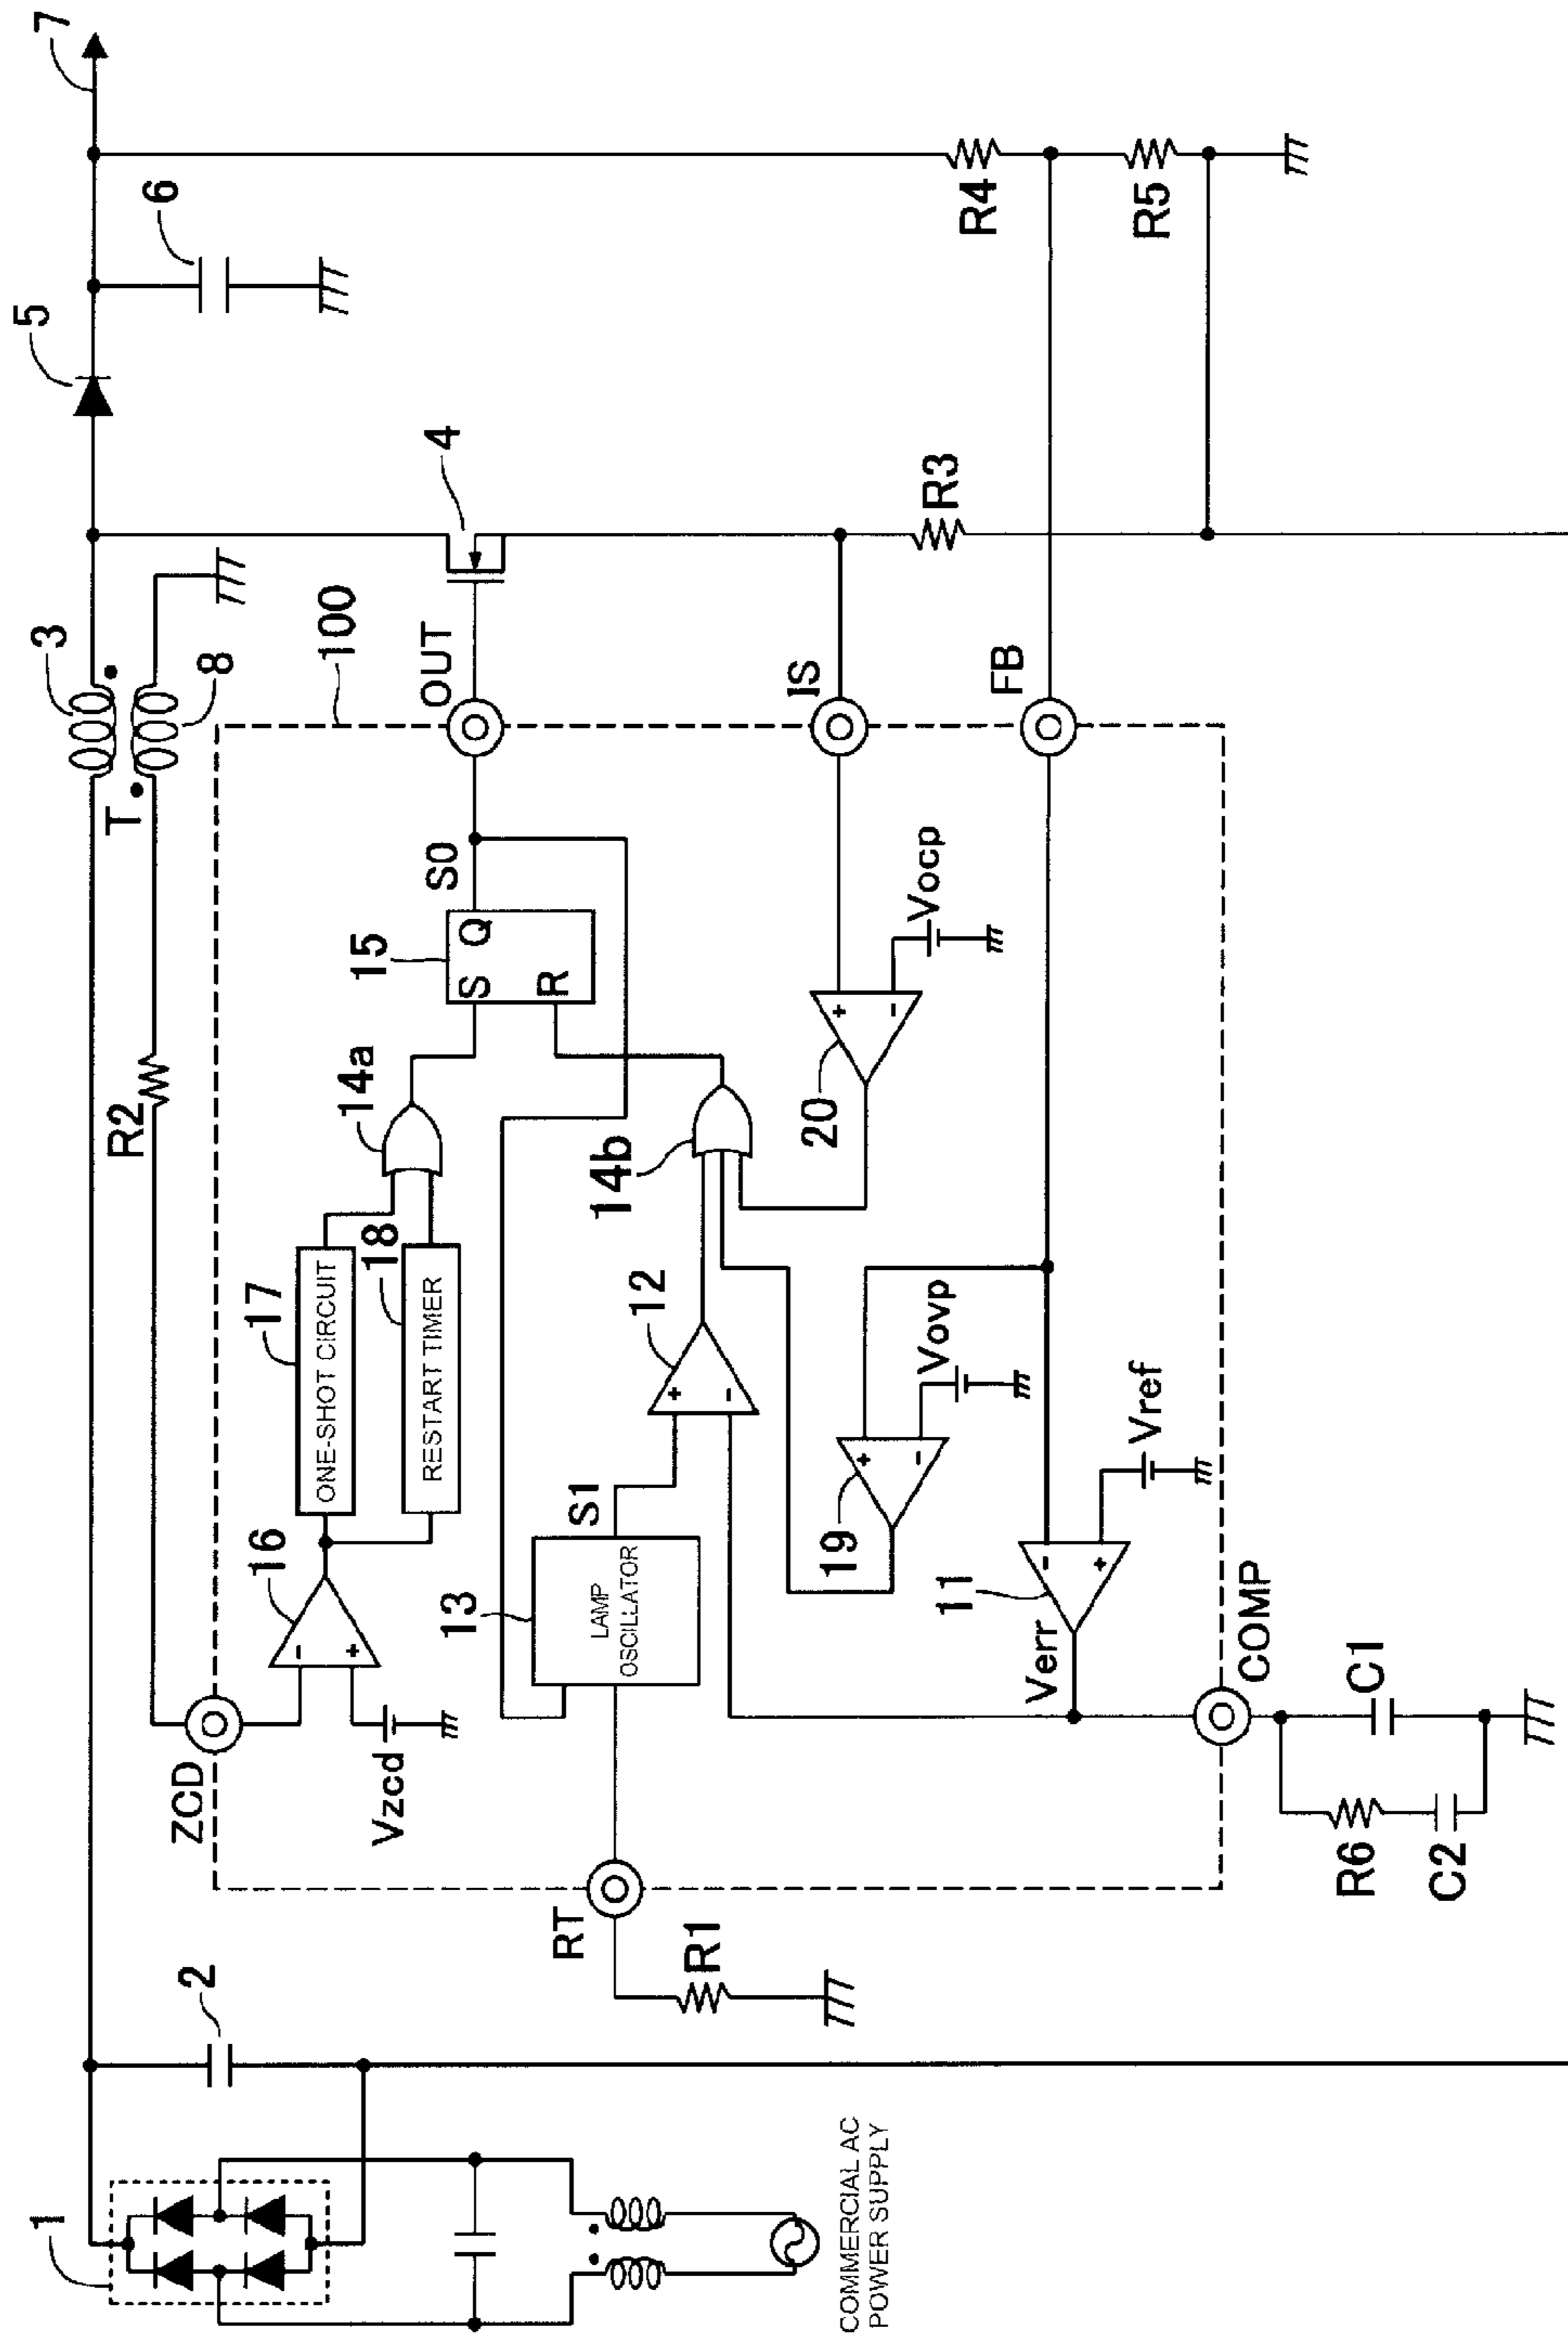 1
COMMERCIAL AC
POWER SUPPLY
2
RT
R1
ZCD
Vzcd
16
17
ONE-SHOT CIRCUIT
18
RESTART TIMER
14a
15
S
Q
R
S0
OUT
100
R2
T
3
8
4
5
6
7
13
LAMP
OSCILLATOR
S1
12
+
-
14b
19
+
-
Vovp
20
+
-
Vocp
IS
R3
FB
R4
R5
Verr
11
-
+
Vref
-
+
COMP
C1
R6
C2